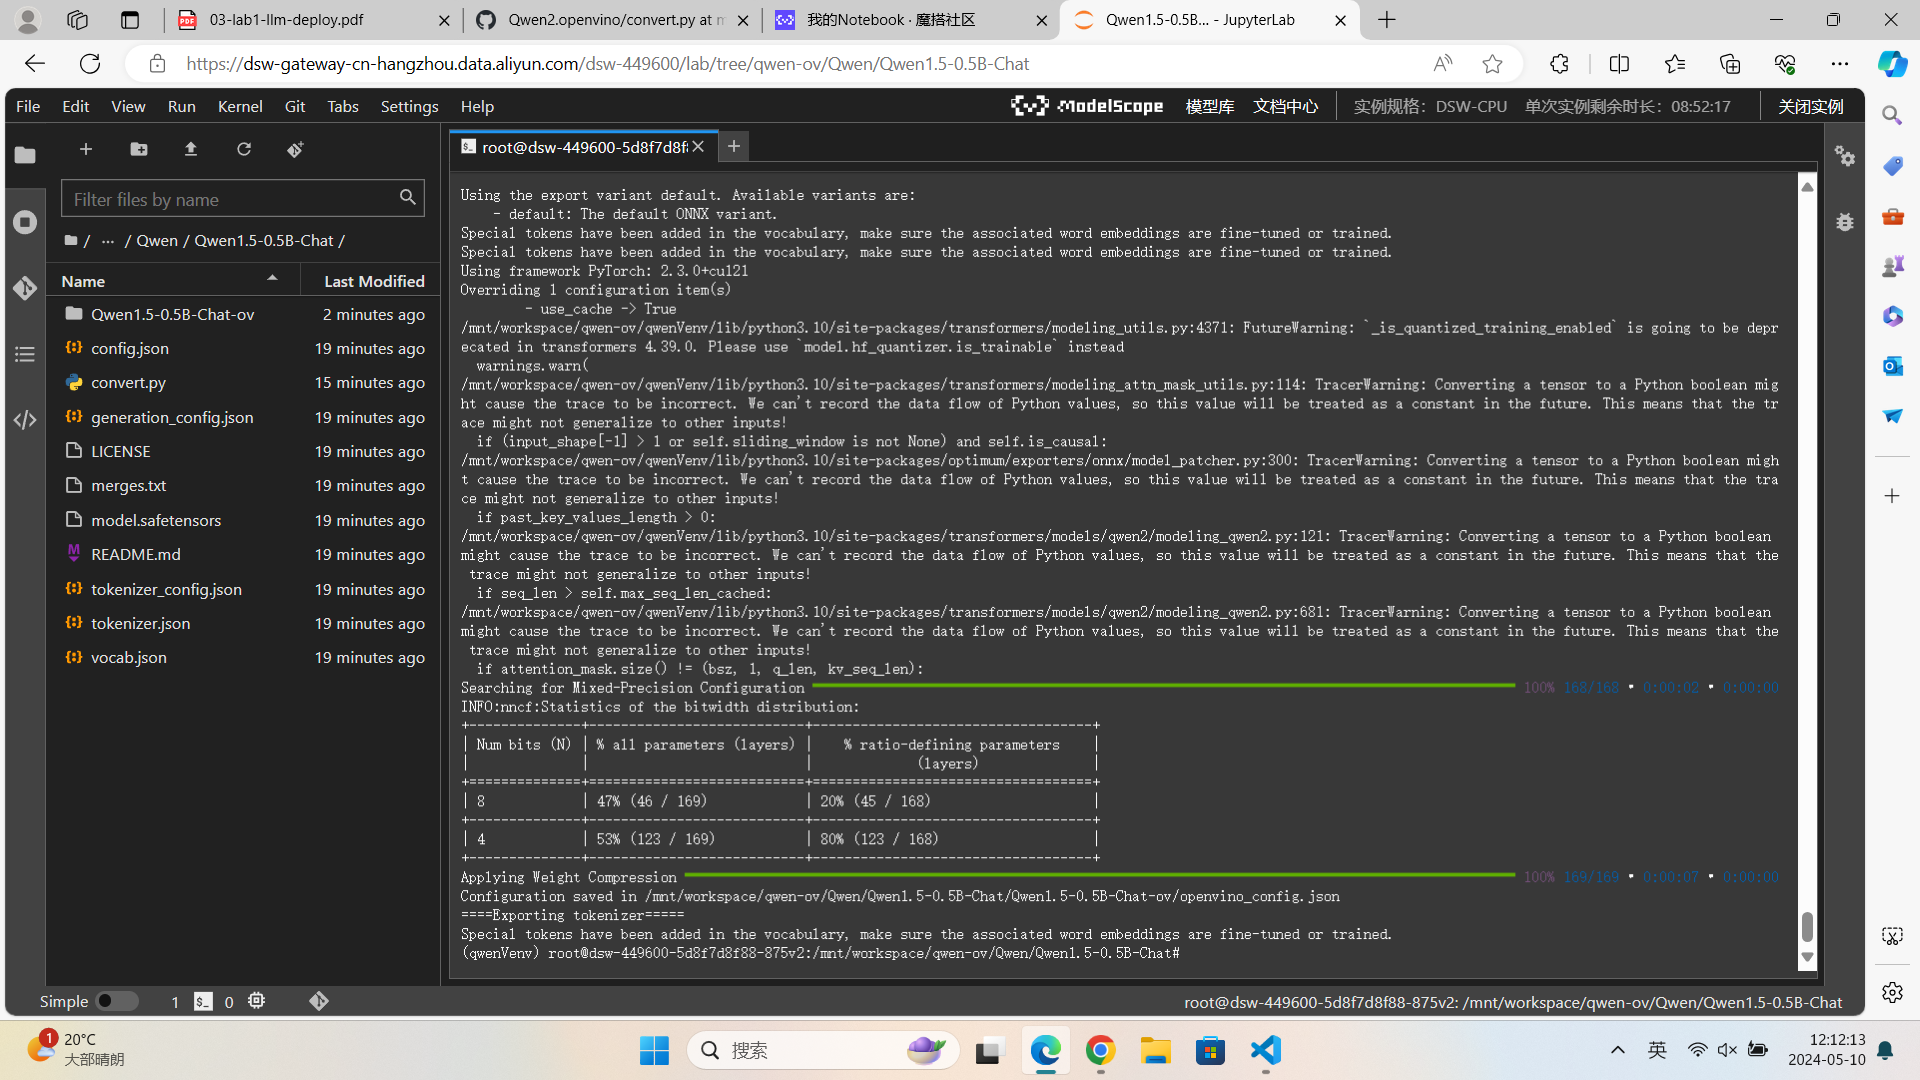 03-lab1-llm-deploy.pdf
Qwen2.openvino/convert.py at m
我的Notebook · 魔搭社区
Qwen1.5-0.5B... - JupyterLab
https://dsw-gateway-cn-hangzhou.data.aliyun.com/dsw-449600/lab/tree/qwen-ov/Qwen/Qwen1.5-0.5B-Chat
File Edit View Run Kernel Git Tabs Settings Help
ModelScope 模型库 文档中心 实例规格：DSW-CPU 单次实例剩余时长：08:52:17 关闭实例
root@dsw-449600-5d8f7d8f8
Filter files by name
/ ... / Qwen / Qwen1.5-0.5B-Chat /
Name Last Modified
Qwen1.5-0.5B-Chat-ov 2 minutes ago
config.json 19 minutes ago
convert.py 15 minutes ago
generation_config.json 19 minutes ago
LICENSE 19 minutes ago
merges.txt 19 minutes ago
model.safetensors 19 minutes ago
README.md 19 minutes ago
tokenizer_config.json 19 minutes ago
tokenizer.json 19 minutes ago
vocab.json 19 minutes ago
Using the export variant default. Available variants are:
- default: The default ONNX variant.
Special tokens have been added in the vocabulary, make sure the associated word embeddings are fine-tuned or trained.
Special tokens have been added in the vocabulary, make sure the associated word embeddings are fine-tuned or trained.
Using framework PyTorch: 2.3.0+cu121
Overriding 1 configuration item(s)
- use_cache -> True
/mnt/workspace/qwen-ov/qwenVenv/lib/python3.10/site-packages/transformers/modeling_utils.py:4371: FutureWarning: `_is_quantized_training_enabled` is going to be depr
ecated in transformers 4.39.0. Please use `model.hf_quantizer.is_trainable` instead
warnings.warn(
/mnt/workspace/qwen-ov/qwenVenv/lib/python3.10/site-packages/transformers/modeling_attn_mask_utils.py:114: TracerWarning: Converting a tensor to a Python boolean mig
ht cause the trace to be incorrect. We can't record the data flow of Python values, so this value will be treated as a constant in the future. This means that the tr
ace might not generalize to other inputs!
if (input_shape[-1] > 1 or self.sliding_window is not None) and self.is_causal:
/mnt/workspace/qwen-ov/qwenVenv/lib/python3.10/site-packages/optimum/exporters/onnx/model_patcher.py:300: TracerWarning: Converting a tensor to a Python boolean migh
t cause the trace to be incorrect. We can't record the data flow of Python values, so this value will be treated as a constant in the future. This means that the tra
ce might not generalize to other inputs!
if past_key_values_length > 0:
/mnt/workspace/qwen-ov/qwenVenv/lib/python3.10/site-packages/transformers/models/qwen2/modeling_qwen2.py:121: TracerWarning: Converting a tensor to a Python boolean
might cause the trace to be incorrect. We can't record the data flow of Python values, so this value will be treated as a constant in the future. This means that the
trace might not generalize to other inputs!
if seq_len > self.max_seq_len_cached:
/mnt/workspace/qwen-ov/qwenVenv/lib/python3.10/site-packages/transformers/models/qwen2/modeling_qwen2.py:681: TracerWarning: Converting a tensor to a Python boolean
might cause the trace to be incorrect. We can't record the data flow of Python values, so this value will be treated as a constant in the future. This means that the
trace might not generalize to other inputs!
if attention_mask.size() != (bsz, 1, q_len, kv_seq_len):
Searching for Mixed-Precision Configuration 100% 168/168 • 0:00:02 • 0:00:00
INFO:nncf:Statistics of the bitwidth distribution:
+--------------+---------------------------+-----------------------------------+
| Num bits (N) | % all parameters (layers) | % ratio-defining parameters |
| | | (layers) |
+==============+===========================+===================================+
| 8 | 47% (46 / 169) | 20% (45 / 168) |
+--------------+---------------------------+-----------------------------------+
| 4 | 53% (123 / 169) | 80% (123 / 168) |
+--------------+---------------------------+-----------------------------------+
Applying Weight Compression 100% 169/169 • 0:00:07 • 0:00:00
Configuration saved in /mnt/workspace/qwen-ov/Qwen/Qwen1.5-0.5B-Chat/Qwen1.5-0.5B-Chat-ov/openvino_config.json
====Exporting tokenizer=====
Special tokens have been added in the vocabulary, make sure the associated word embeddings are fine-tuned or trained.
(qwenVenv) root@dsw-449600-5d8f7d8f88-875v2:/mnt/workspace/qwen-ov/Qwen/Qwen1.5-0.5B-Chat#
Simple 1 0
root@dsw-449600-5d8f7d8f88-875v2: /mnt/workspace/qwen-ov/Qwen/Qwen1.5-0.5B-Chat
1 20°C
大部晴朗
搜索
英
12:12:13
2024-05-10